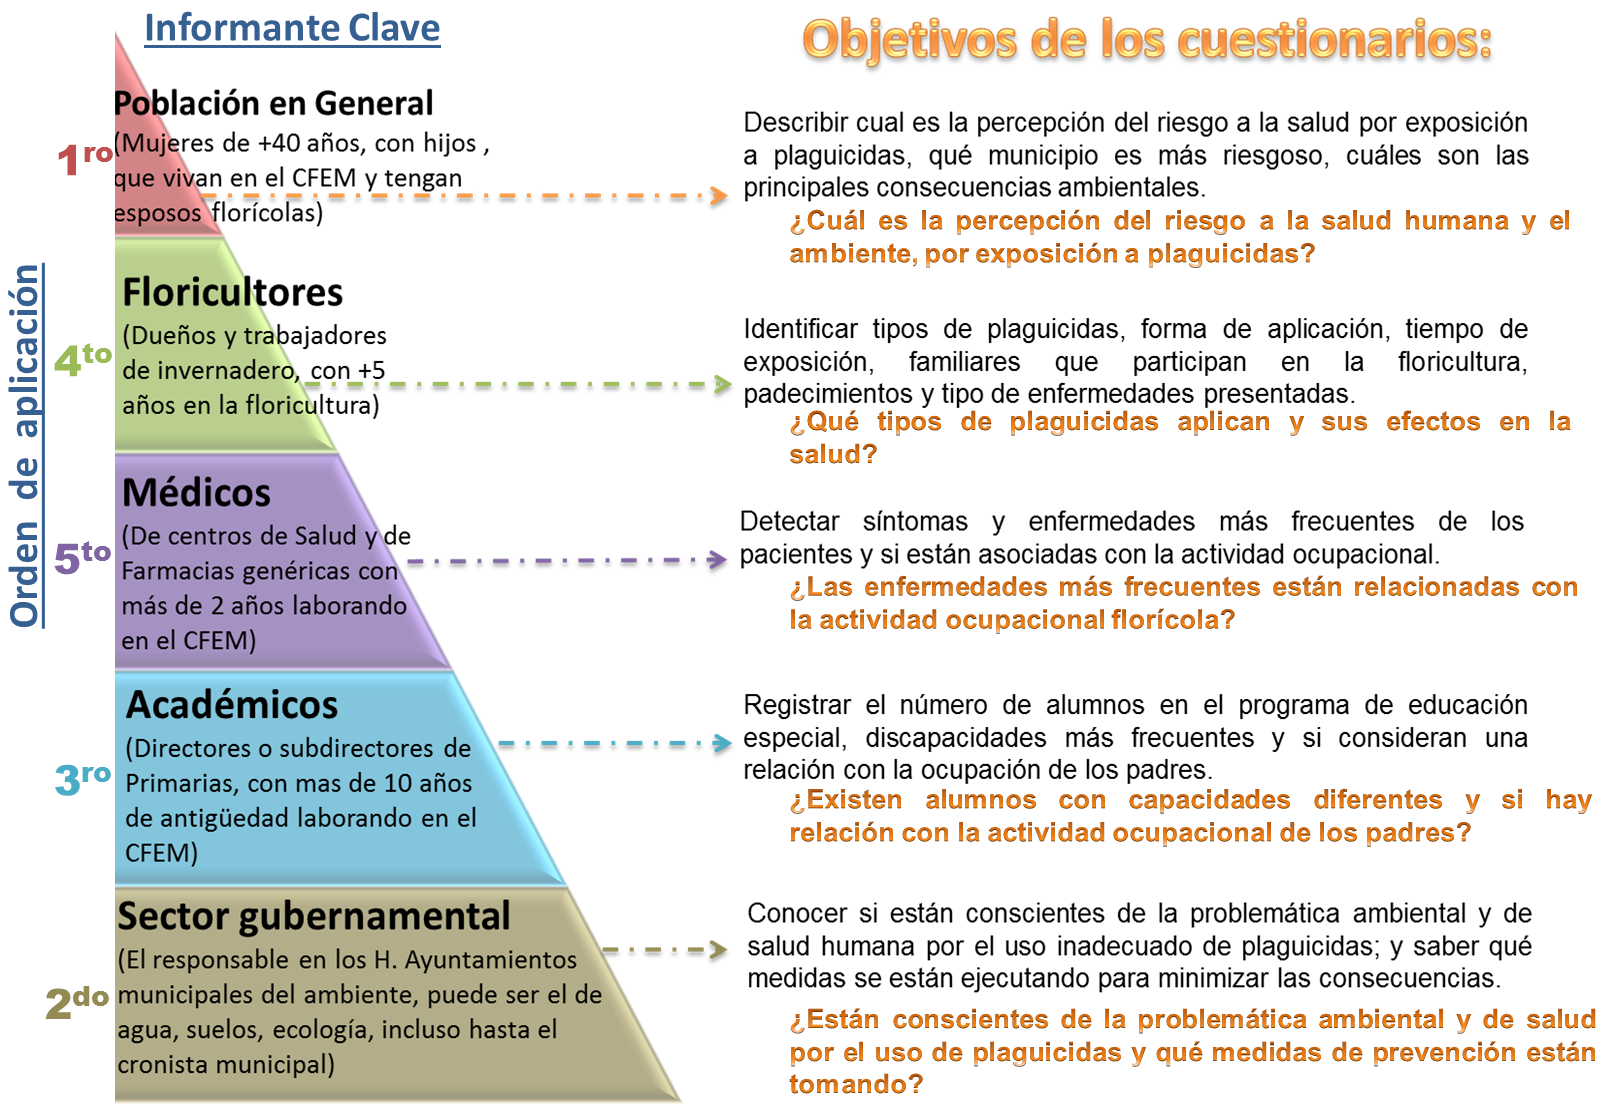 Informante Clave
Objetivos de los cuestionarios:
Orden de aplicación
1ro
Población en General
(Mujeres de +40 años, con hijos ,
que vivan en el CFEM y tengan
esposos florícolas)
Describir cual es la percepción del riesgo a la salud por exposición
a plaguicidas, qué municipio es más riesgoso, cuáles son las
principales consecuencias ambientales.
¿Cuál es la percepción del riesgo a la salud humana y el
ambiente, por exposición a plaguicidas?
4to
Floricultores
(Dueños y trabajadores
de invernadero, con +5
años en la floricultura)
Identificar tipos de plaguicidas, forma de aplicación, tiempo de
exposición, familiares que participan en la floricultura,
padecimientos y tipo de enfermedades presentadas.
¿Qué tipos de plaguicidas aplican y sus efectos en la
salud?
5to
Médicos
(De centros de Salud y de
Farmacias genéricas con
más de 2 años laborando
en el CFEM)
Detectar síntomas y enfermedades más frecuentes de los
pacientes y si están asociadas con la actividad ocupacional.
¿Las enfermedades más frecuentes están relacionadas con
la actividad ocupacional florícola?
3ro
Académicos
(Directores o subdirectores de
Primarias, con mas de 10 años
de antigüedad laborando en el
CFEM)
Registrar el número de alumnos en el programa de educación
especial, discapacidades más frecuentes y si consideran una
relación con la ocupación de los padres.
¿Existen alumnos con capacidades diferentes y si hay
relación con la actividad ocupacional de los padres?
2do
Sector gubernamental
(El responsable en los H. Ayuntamientos
municipales del ambiente, puede ser el de
agua, suelos, ecología, incluso hasta el
cronista municipal)
Conocer si están conscientes de la problemática ambiental y de
salud humana por el uso inadecuado de plaguicidas; y saber qué
medidas se están ejecutando para minimizar las consecuencias.
¿Están conscientes de la problemática ambiental y de salud
por el uso de plaguicidas y qué medidas de prevención están
tomando?